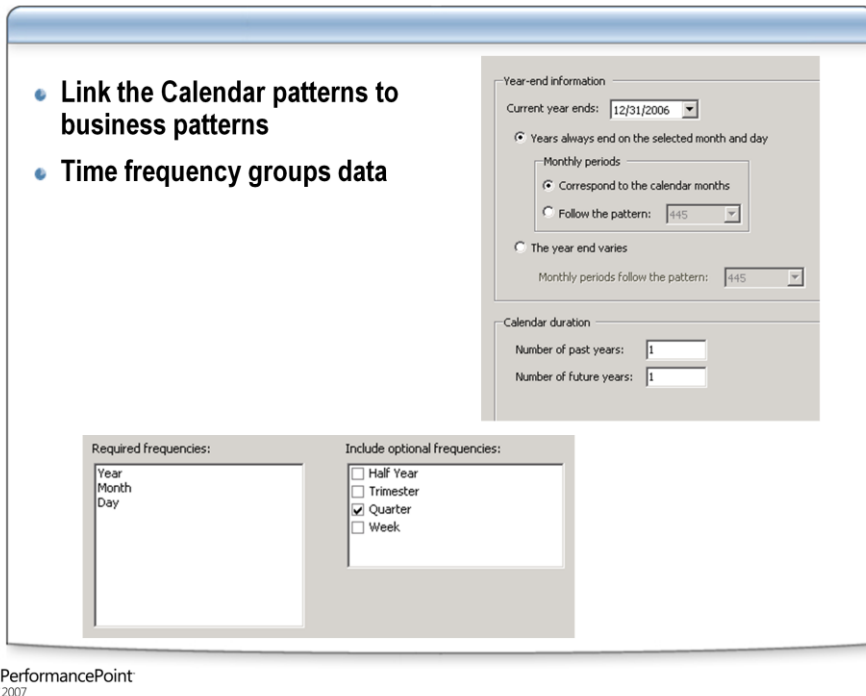 Link the Calendar patterns to
business patterns
Time frequency groups data
Year-end information
Current year ends: 12/31/2006
Years always end on the selected month and day
Monthly periods
Correspond to the calendar months
Follow the pattern: 445
The year end varies
Monthly periods follow the pattern: 445
Calendar duration
Number of past years: 1
Number of future years: 1
Required frequencies:
Year
Month
Day
Include optional frequencies:
Half Year
Trimester
Quarter
Week
PerformancePoint
2007